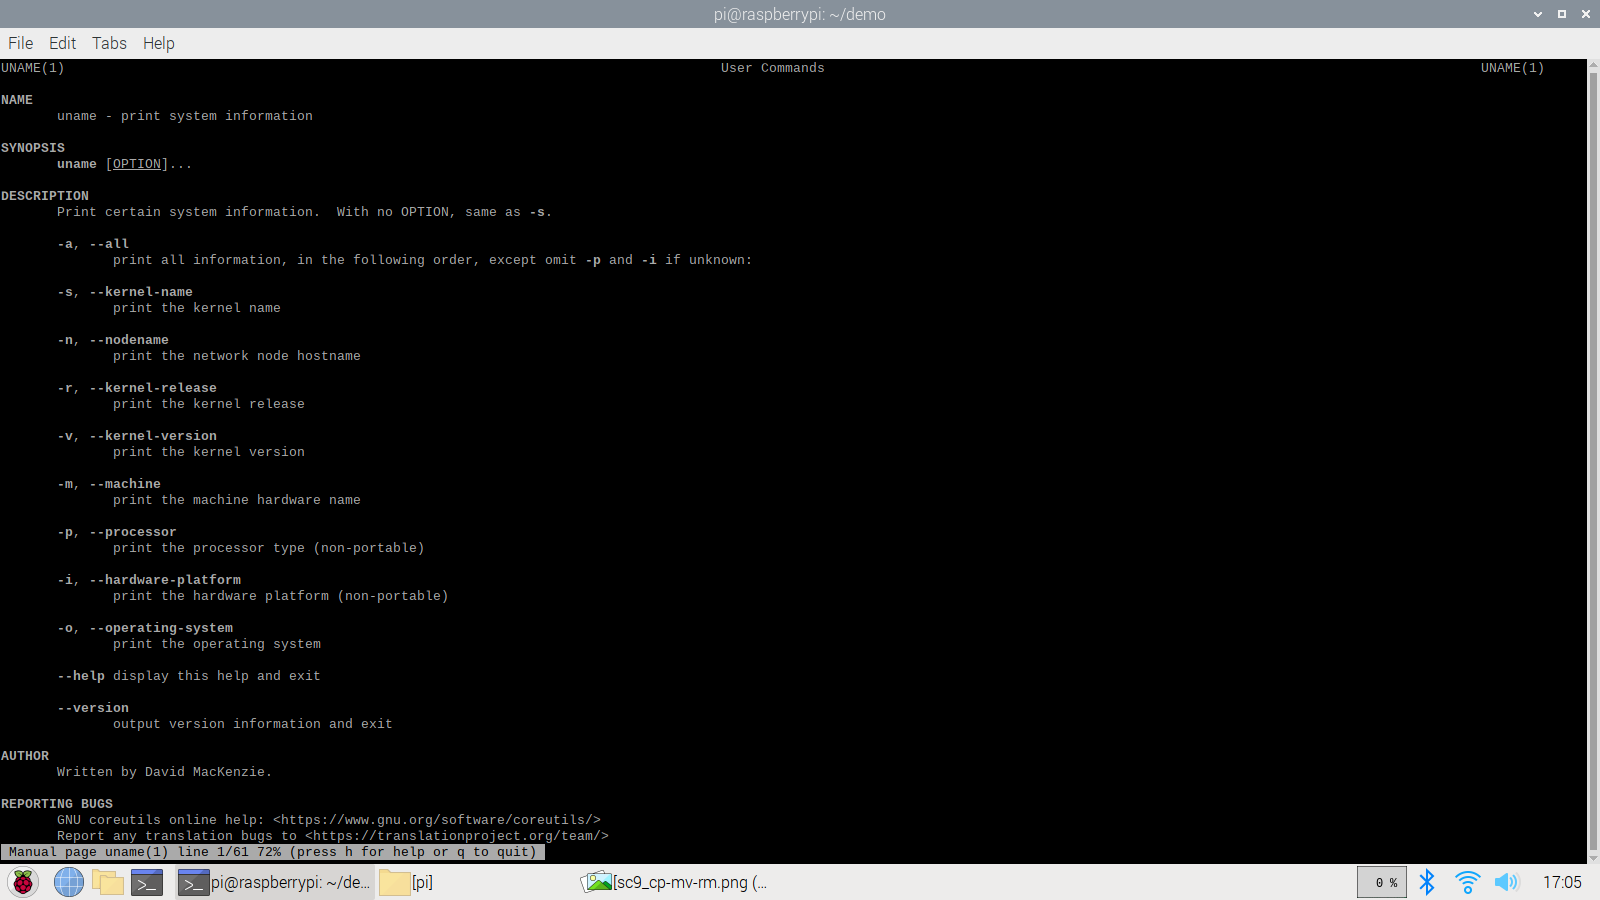 pi@raspberrypi: ~/demo
File Edit Tabs Help
UNAME(1) User Commands UNAME(1)
NAME
uname - print system information
SYNOPSIS
uname [OPTION]...
DESCRIPTION
Print certain system information.  With no OPTION, same as -s.
-a, --all
print all information, in the following order, except omit -p and -i if unknown:
-s, --kernel-name
print the kernel name
-n, --nodename
print the network node hostname
-r, --kernel-release
print the kernel release
-v, --kernel-version
print the kernel version
-m, --machine
print the machine hardware name
-p, --processor
print the processor type (non-portable)
-i, --hardware-platform
print the hardware platform (non-portable)
-o, --operating-system
print the operating system
--help display this help and exit
--version
output version information and exit
AUTHOR
Written by David MacKenzie.
REPORTING BUGS
GNU coreutils online help: <https://www.gnu.org/software/coreutils/>
Report any translation bugs to <https://translationproject.org/team/>
Manual page uname(1) line 1/61 72% (press h for help or q to quit)
>_ >_ pi@raspberrypi: ~/de... [pi] [sc9_cp-mv-rm.png (... 0 % 17:05